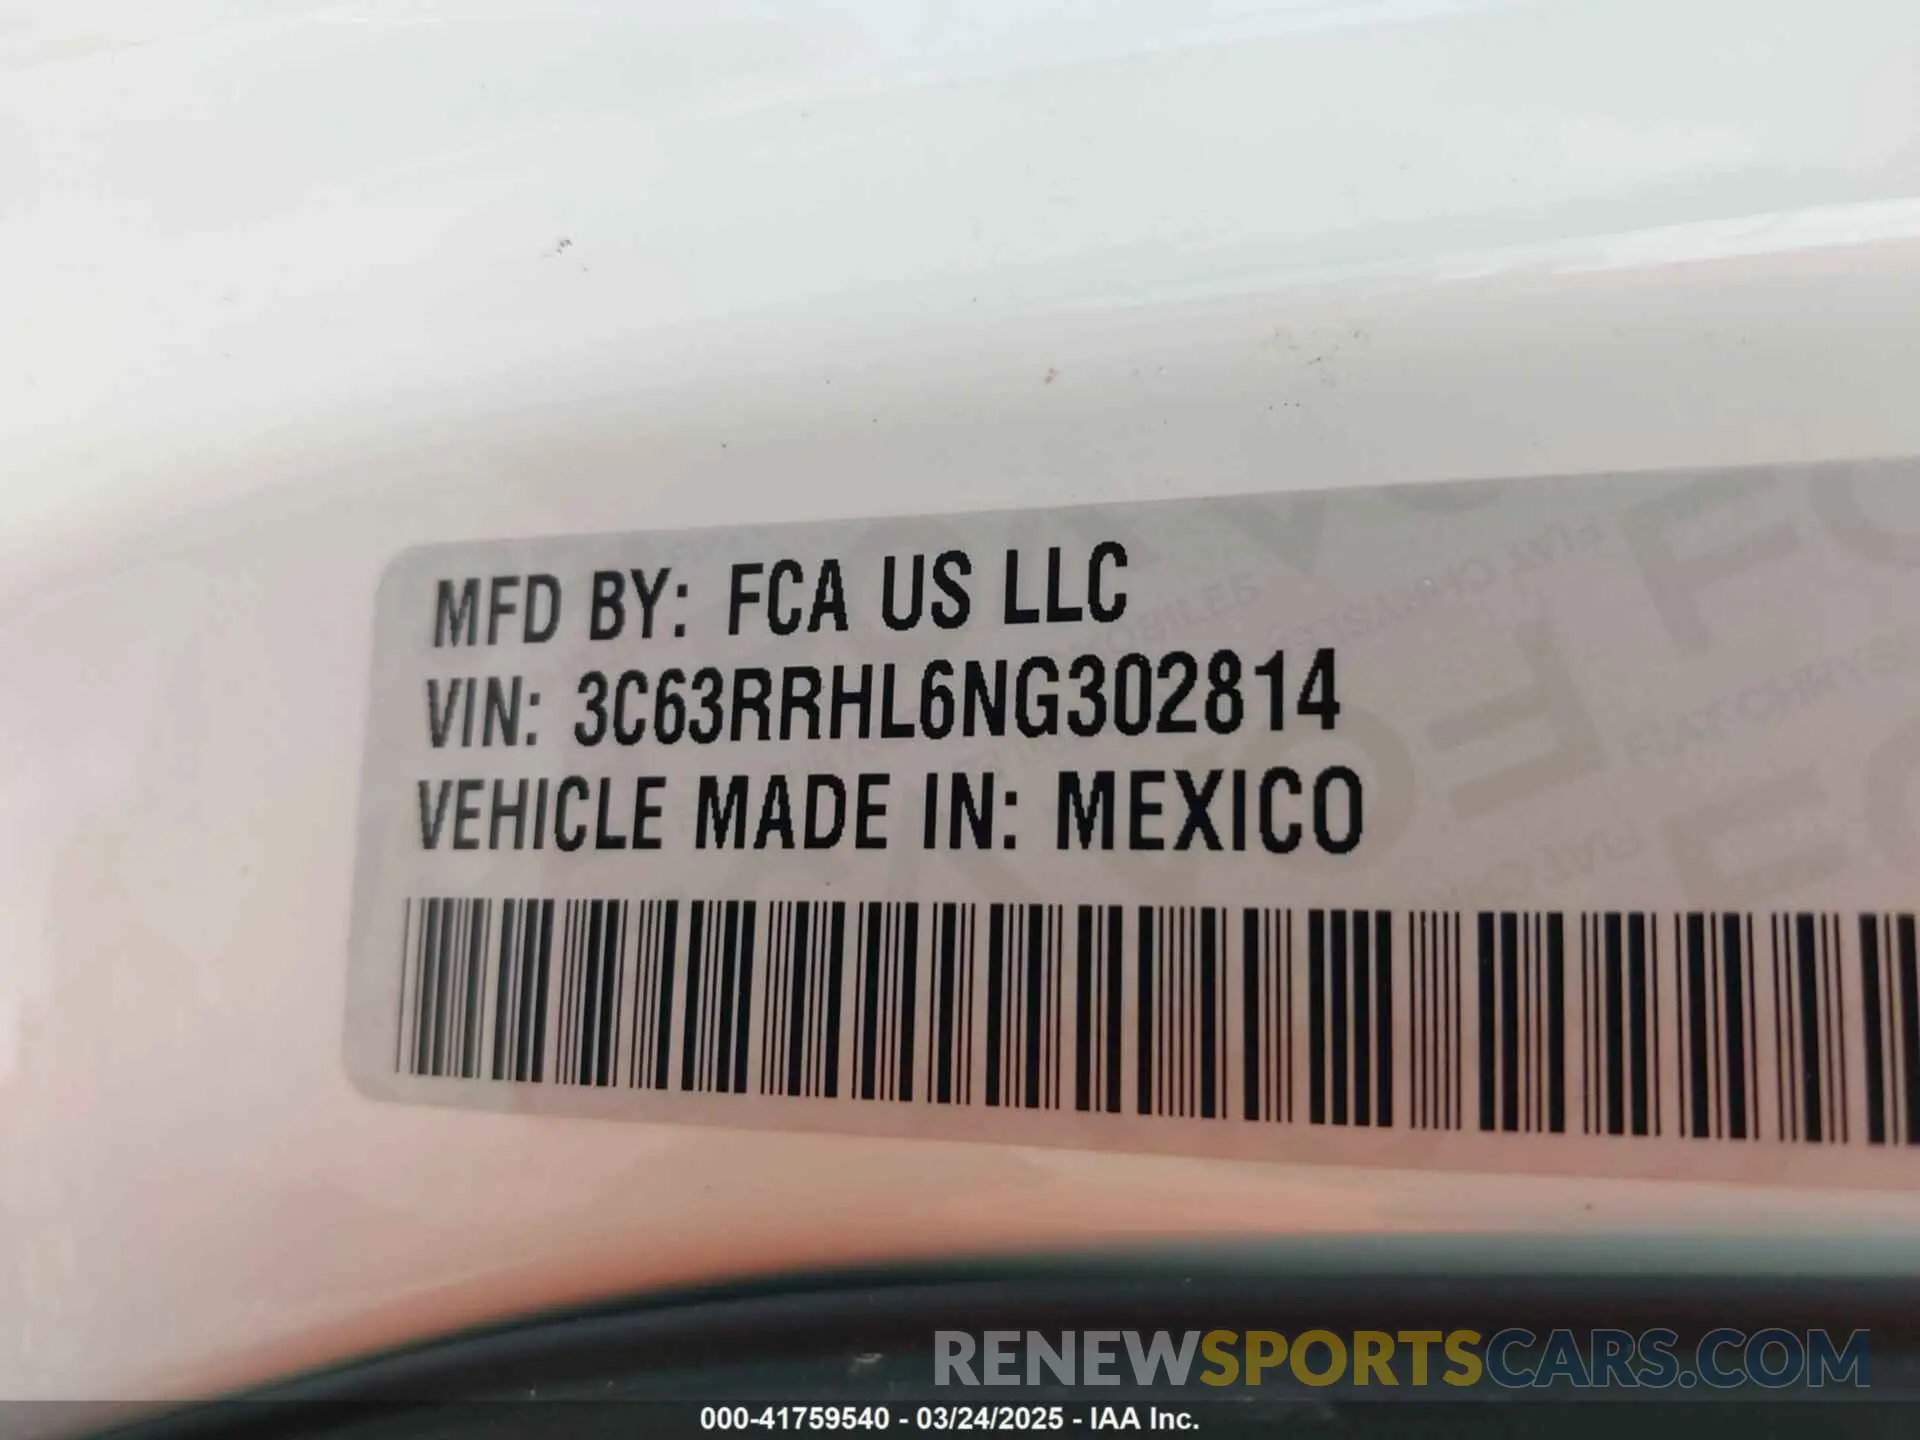 MFD BY: FCA US LLC
VIN: 3C63RRHL6NG302814
VEHICLE MADE IN: MEXICO
RENEWSPORTSCARS.COM
000-41759540 - 03/24/2025 - IAA Inc.